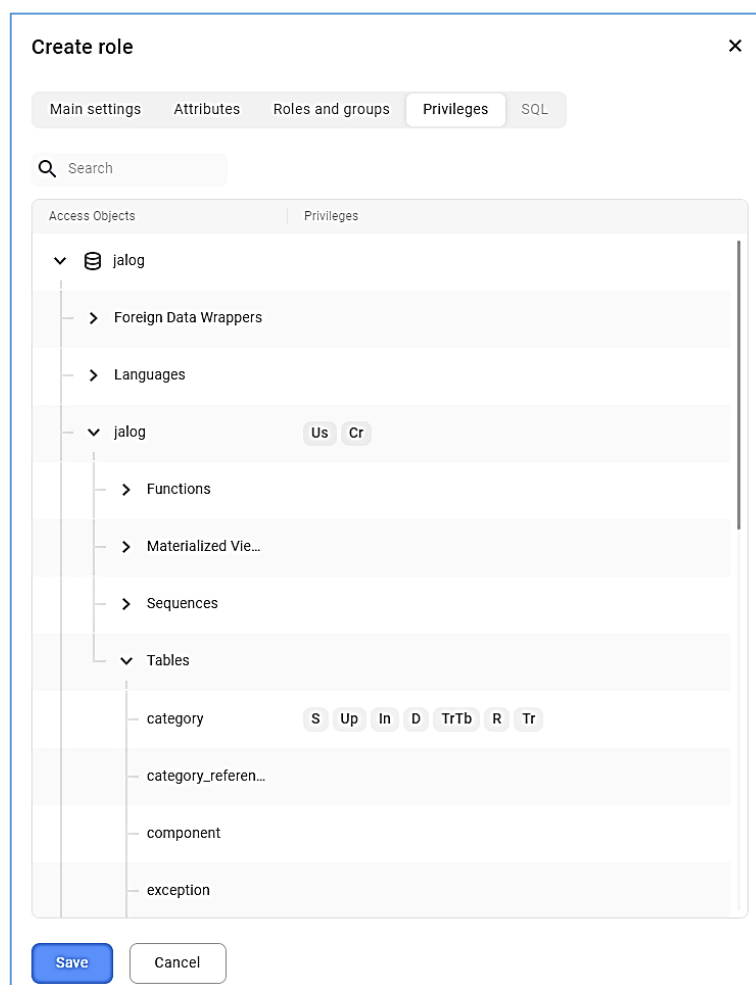 Create role
Main settings Attributes Roles and groups Privileges SQL
Search
Access Objects Privileges
jalog
Foreign Data Wrappers
Languages
jalog Us Cr
Functions
Materialized Vie...
Sequences
Tables
category S Up In D TrTb R Tr
category_referen...
component
exception
Save Cancel